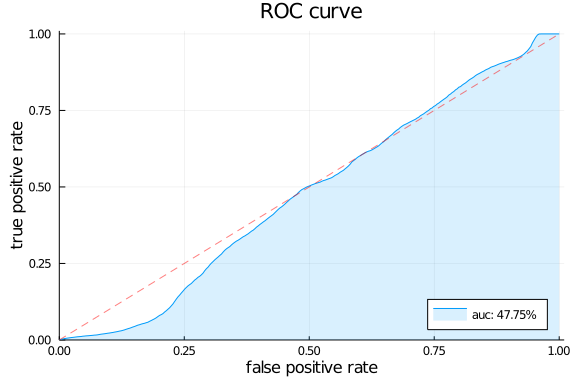 ROC curve
true positive rate
1.00
0.75
0.50
0.25
0.00
auc: 47.75%
0.00 0.25 0.50 0.75 1.00
false positive rate